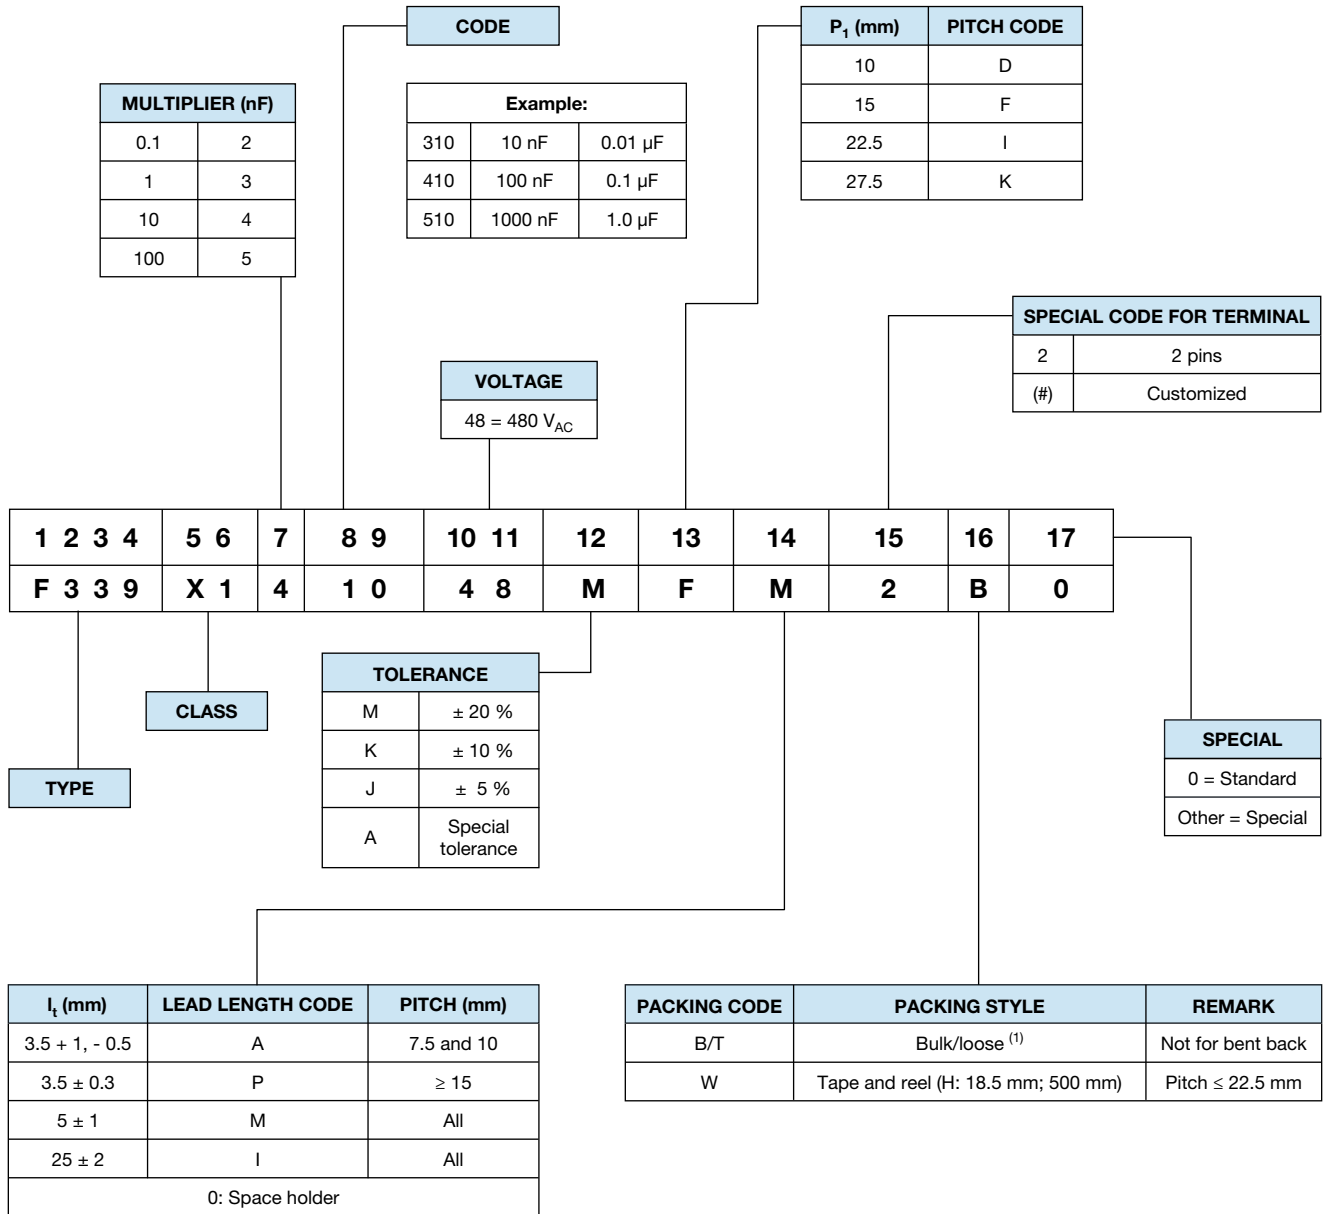 CODE
P1 (mm) PITCH CODE
10 D
15 F
22.5 I
27.5 K
MULTIPLIER (nF)
0.1 2
1 3
10 4
100 5
Example:
310 10 nF 0.01 µF
410 100 nF 0.1 µF
510 1000 nF 1.0 µF
SPECIAL CODE FOR TERMINAL
2 2 pins
(#) Customized
VOLTAGE
48 = 480 VAC
1 2 3 4 5 6 7 8 9 10 11 12 13 14 15 16 17
F 3 3 9 X 1 4 1 0 4 8 M F M 2 B 0
TOLERANCE
M ± 20 %
K ± 10 %
J ± 5 %
A Special tolerance
CLASS
TYPE
SPECIAL
0 = Standard
Other = Special
lt (mm) LEAD LENGTH CODE PITCH (mm)
3.5 + 1, - 0.5 A 7.5 and 10
3.5 ± 0.3 P ≥ 15
5 ± 1 M All
25 ± 2 I All
0: Space holder
PACKING CODE PACKING STYLE REMARK
B/T Bulk/loose (1) Not for bent back
W Tape and reel (H: 18.5 mm; 500 mm) Pitch ≤ 22.5 mm